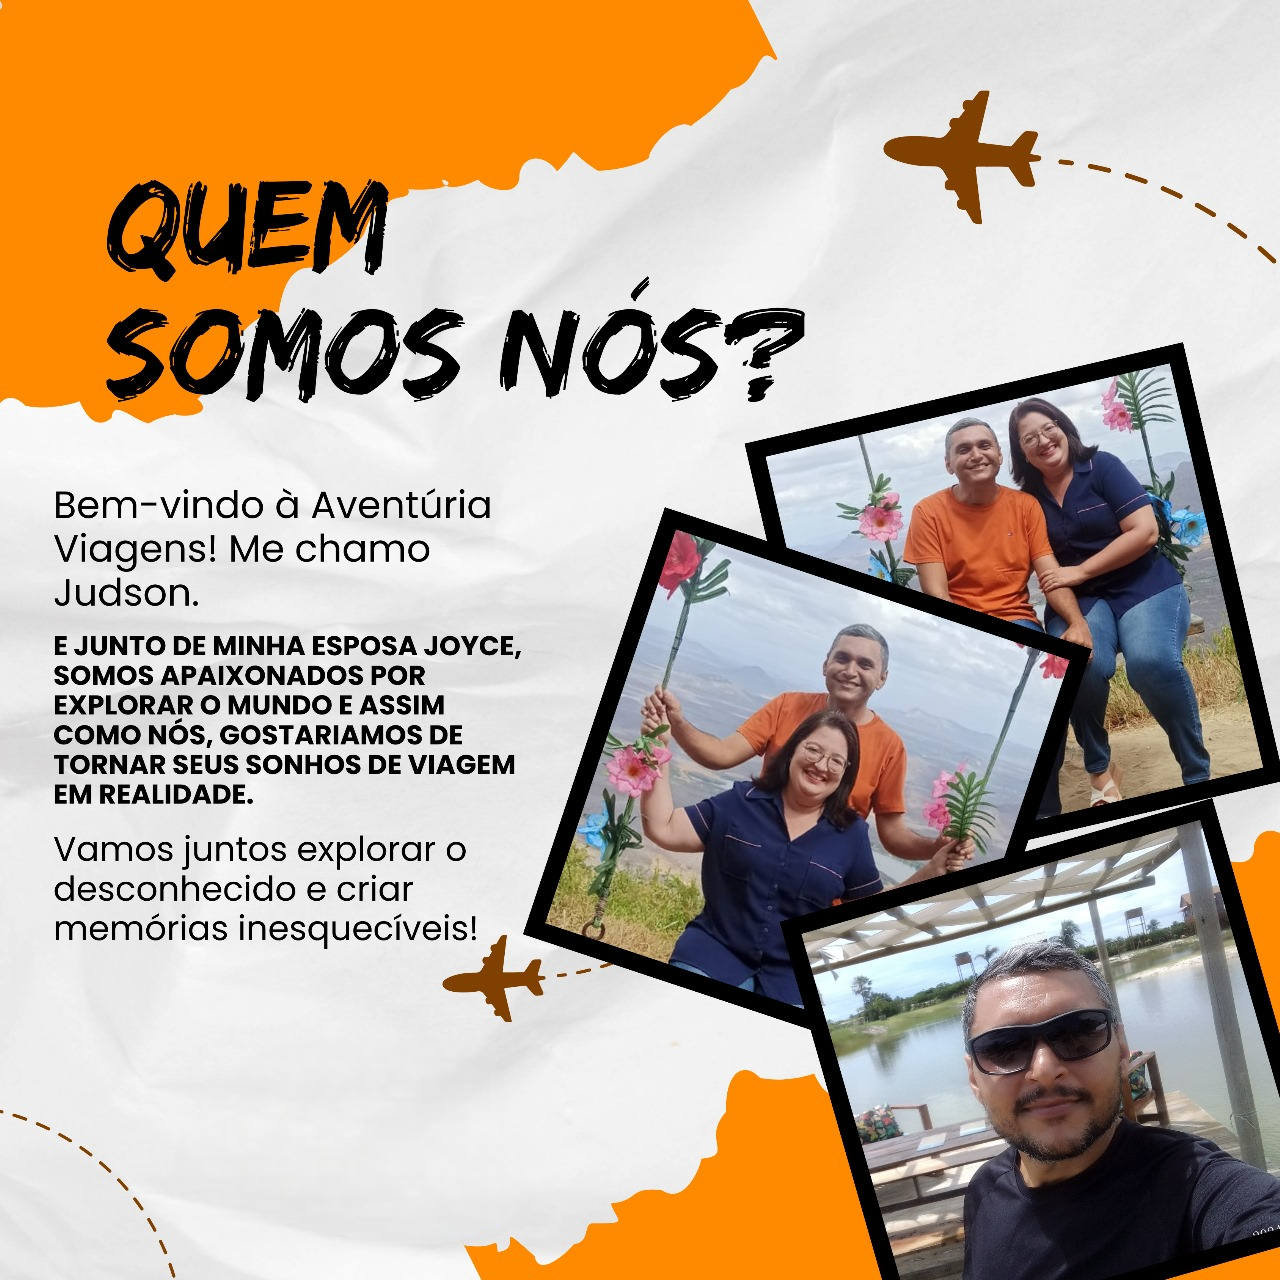 QUEM
SOMOS NÓS?
Bem-vindo à Aventúria
Viagens! Me chamo
Judson.
E JUNTO DE MINHA ESPOSA JOYCE,
SOMOS APAIXONADOS POR
EXPLORAR O MUNDO E ASSIM
COMO NÓS, GOSTARIAMOS DE
TORNAR SEUS SONHOS DE VIAGEM
EM REALIDADE.
Vamos juntos explorar o
desconhecido e criar
memórias inesquecíveis!